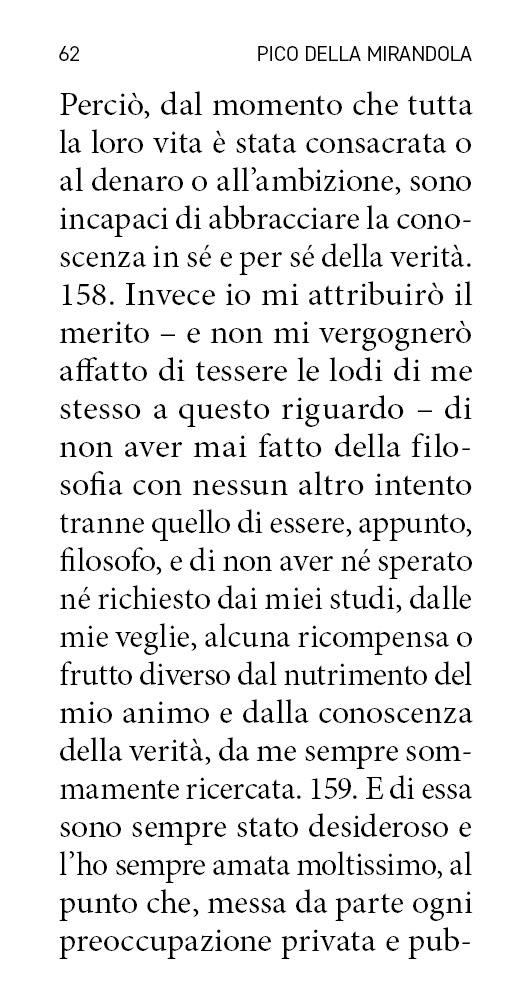 62 PICO DELLA MIRANDOLA
Perciò, dal momento che tutta
la loro vita è stata consacrata o
al denaro o all’ambizione, sono
incapaci di abbracciare la cono-
scenza in sé e per sé della verità.
158. Invece io mi attribuirò il
merito – e non mi vergognerò
affatto di tessere le lodi di me
stesso a questo riguardo – di
non aver mai fatto della filo-
sofia con nessun altro intento
tranne quello di essere, appunto,
filosofo, e di non aver né sperato
né richiesto dai miei studi, dalle
mie veglie, alcuna ricompensa o
frutto diverso dal nutrimento del
mio animo e dalla conoscenza
della verità, da me sempre som-
mamente ricercata. 159. E di essa
sono sempre stato desideroso e
l’ho sempre amata moltissimo, al
punto che, messa da parte ogni
preoccupazione privata e pub-